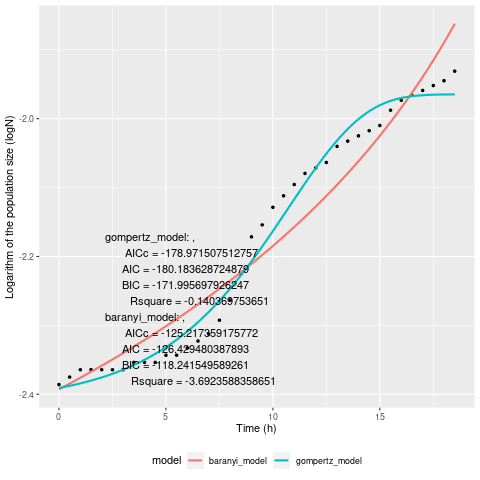 -2.0
-2.2
-2.4
Logarithm of the population size (logN)
gompertz_model: ,
AICc = -178.971507512757
AIC = -180.183628724879
BIC = -171.995697926247
Rsquare = -0.140369753651
baranyi_model: ,
AICc = -125.217359175772
AIC = -126.429480387893
BIC = -118.241549589261
Rsquare = -3.6923588358651
0 5 10 15
Time (h)
model baranyi_model gompertz_model